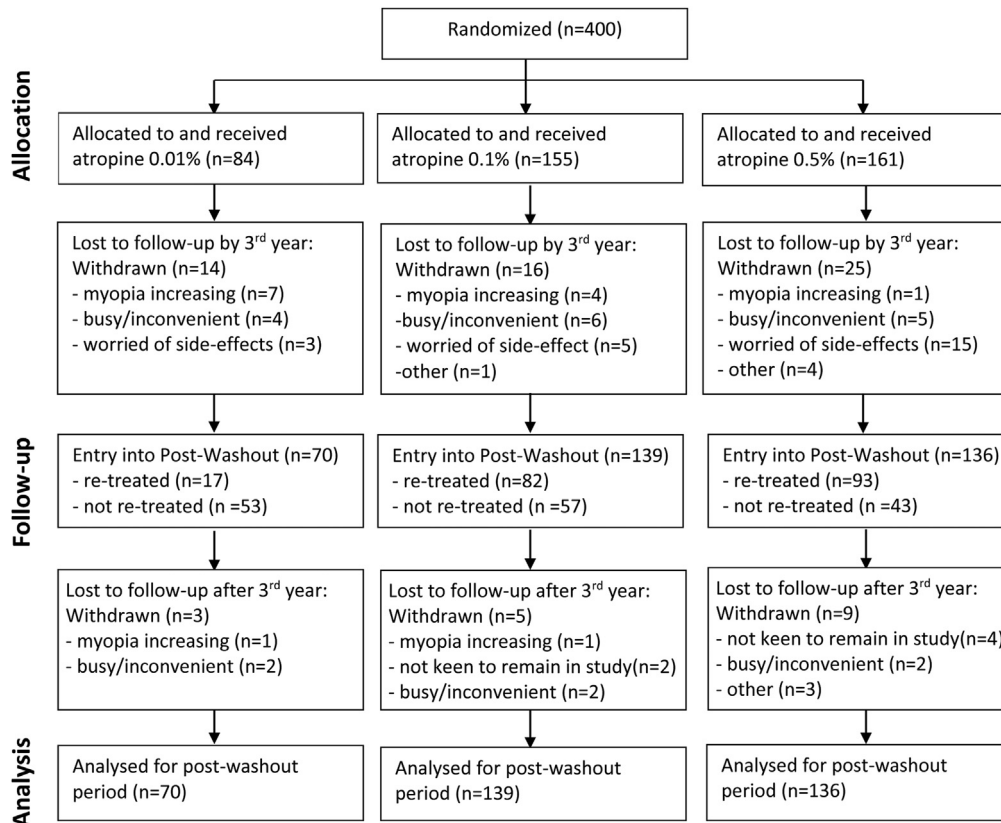 Randomized (n=400)
Allocation
Allocated to and received
atropine 0.01% (n=84)
Allocated to and received
atropine 0.1% (n=155)
Allocated to and received
atropine 0.5% (n=161)
Lost to follow-up by 3rd year:
Withdrawn (n=14)
- myopia increasing (n=7)
- busy/inconvenient (n=4)
- worried of side-effects (n=3)
Lost to follow-up by 3rd year:
Withdrawn (n=16)
- myopia increasing (n=4)
-busy/inconvenient (n=6)
- worried of side-effect (n=5)
-other (n=1)
Lost to follow-up by 3rd year:
Withdrawn (n=25)
- myopia increasing (n=1)
- busy/inconvenient (n=5)
- worried of side-effects (n=15)
- other (n=4)
Follow-up
Entry into Post-Washout (n=70)
- re-treated (n=17)
- not re-treated (n =53)
Entry into Post-Washout (n=139)
- re-treated (n=82)
- not re-treated (n =57)
Entry into Post-Washout (n=136)
- re-treated (n=93)
- not re-treated (n =43)
Lost to follow-up after 3rd year:
Withdrawn (n=3)
- myopia increasing (n=1)
- busy/inconvenient (n=2)
Lost to follow-up after 3rd year:
Withdrawn (n=5)
- myopia increasing (n=1)
- not keen to remain in study(n=2)
- busy/inconvenient (n=2)
Lost to follow-up after 3rd year:
Withdrawn (n=9)
- not keen to remain in study(n=4)
- busy/inconvenient (n=2)
- other (n=3)
Analysis
Analysed for post-washout
period (n=70)
Analysed for post-washout
period (n=139)
Analysed for post-washout
period (n=136)